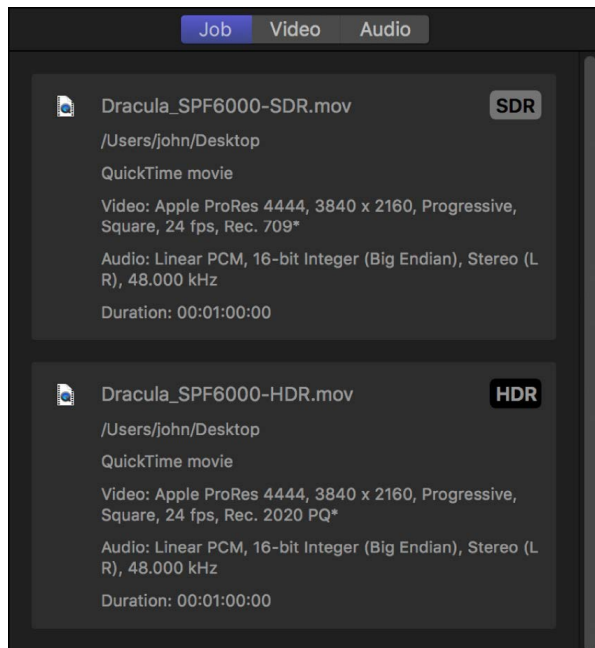 Job Video Audio
Dracula_SPF6000-SDR.mov SDR
/Users/john/Desktop
QuickTime movie
Video: Apple ProRes 4444, 3840 x 2160, Progressive,
Square, 24 fps, Rec. 709*
Audio: Linear PCM, 16-bit Integer (Big Endian), Stereo (L
R), 48.000 kHz
Duration: 00:01:00:00
Dracula_SPF6000-HDR.mov HDR
/Users/john/Desktop
QuickTime movie
Video: Apple ProRes 4444, 3840 x 2160, Progressive,
Square, 24 fps, Rec. 2020 PQ*
Audio: Linear PCM, 16-bit Integer (Big Endian), Stereo (L
R), 48.000 kHz
Duration: 00:01:00:00